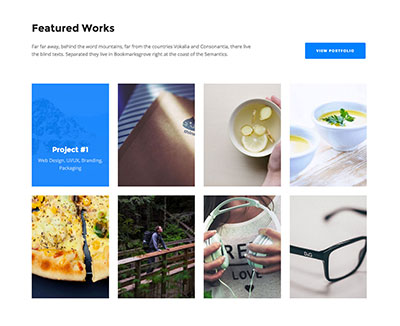 Featured Works
Far far away, behind the word mountains, far from the countries Vokalia and Consonantia, there live
the blind texts. Separated they live in Bookmarksgrove right at the coast of the Semantics.
VIEW PORTFOLIO
Project #1
Web Design, UI/UX, Branding,
Packaging
RE
LOVE
D&G